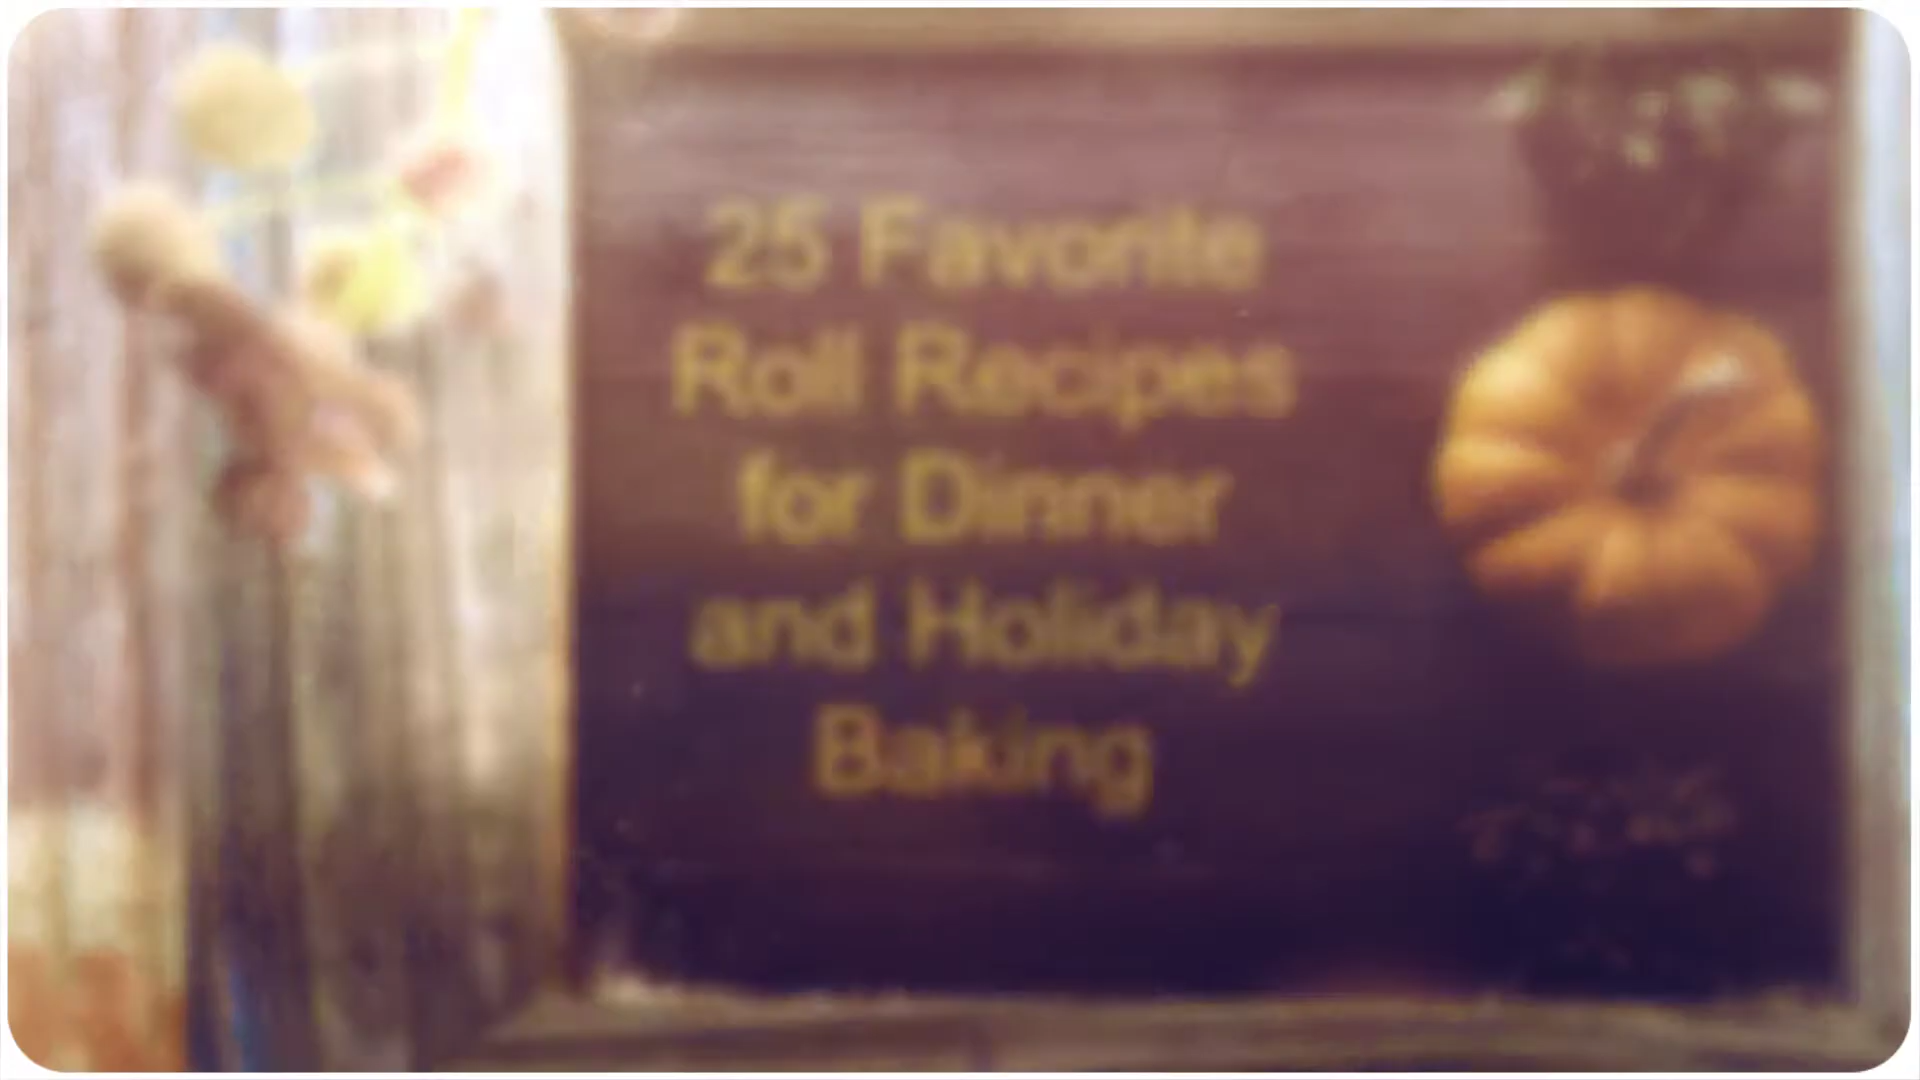 25 Favorite
Roll Recipes
for Dinner
and Holiday
Baking